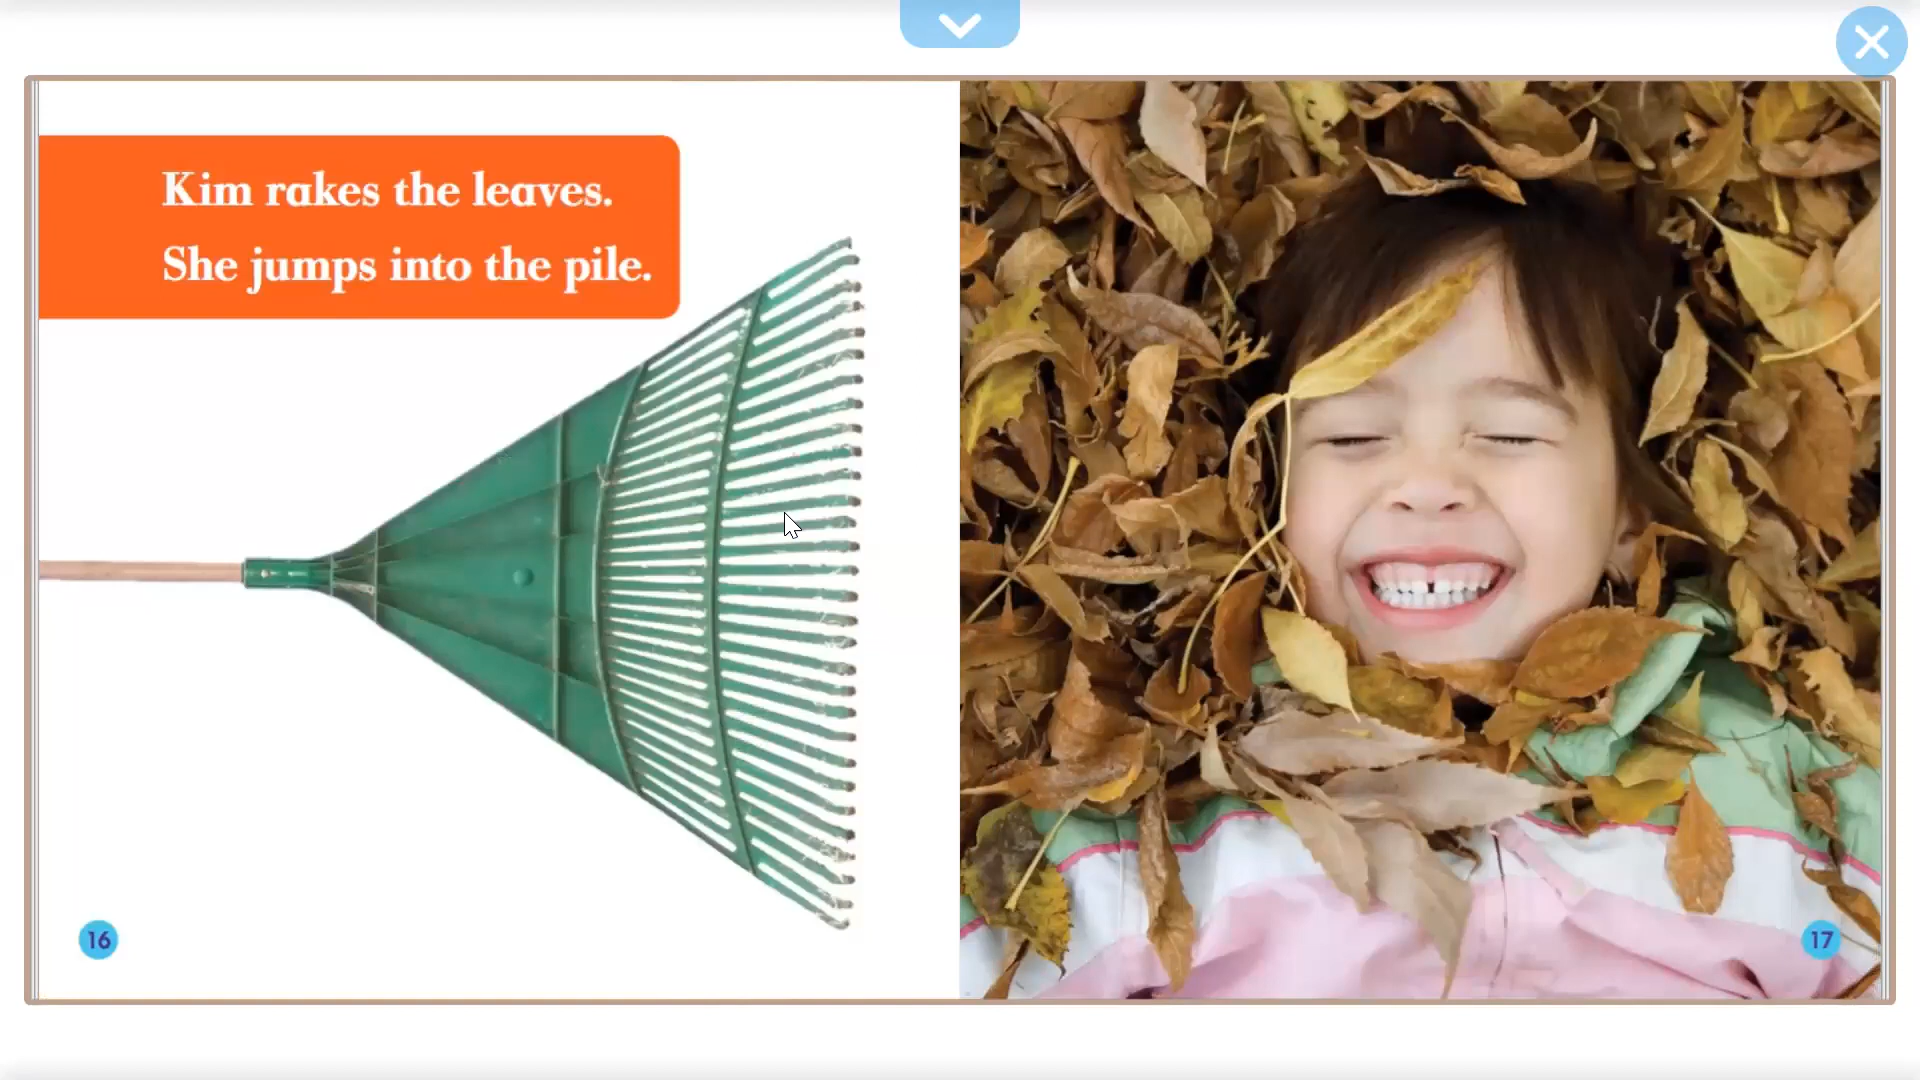 Kim rakes the leaves.
She jumps into the pile.
16
17